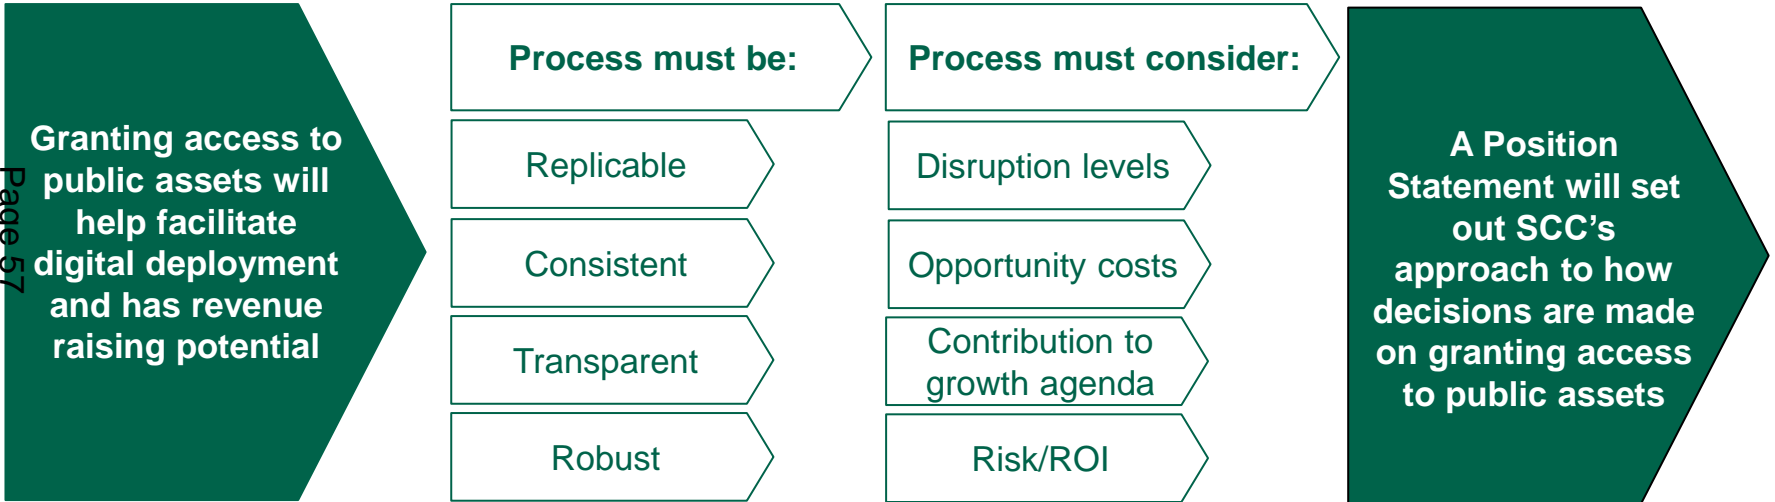 Granting access to
public assets will
help facilitate
digital deployment
and has revenue
raising potential
Page 57
Process must be:
Replicable
Consistent
Transparent
Robust
Process must consider:
Disruption levels
Opportunity costs
Contribution to
growth agenda
Risk/ROI
A Position
Statement will set
out SCC’s
approach to how
decisions are made
on granting access
to public assets